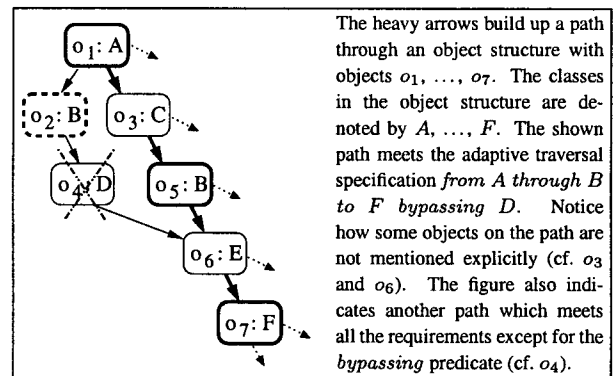 o1: A
o2: B
o3: C
o4: D
o5: B
o6: E
o7: F
The heavy arrows build up a path
through an object structure with
objects o1, ..., o7. The classes
in the object structure are de-
noted by A, ..., F. The shown
path meets the adaptive traversal
specification from A through B
to F bypassing D. Notice
how some objects on the path are
not mentioned explicitly (cf. o3
and o6). The figure also indi-
cates another path which meets
all the requirements except for the
bypassing predicate (cf. o4).